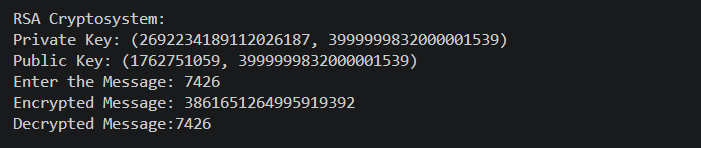 RSA Cryptosystem:
Private Key: (2692234189112026187, 3999999832000001539)
Public Key: (1762751059, 3999999832000001539)
Enter the Message: 7426
Encrypted Message: 3861651264995919392
Decrypted Message:7426